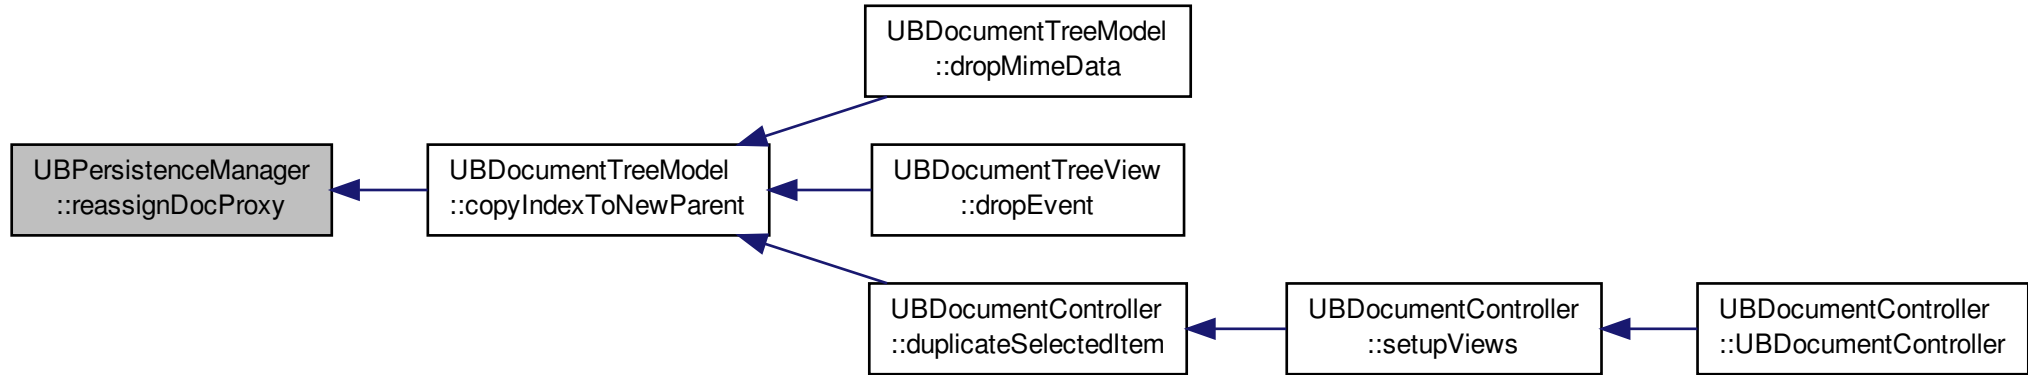 UBDocumentTreeModel
::dropMimeData
UBPersistenceManager
::reassignDocProxy
UBDocumentTreeModel
::copyIndexToNewParent
UBDocumentTreeView
::dropEvent
UBDocumentController
::duplicateSelectedItem
UBDocumentController
::setupViews
UBDocumentController
::UBDocumentController